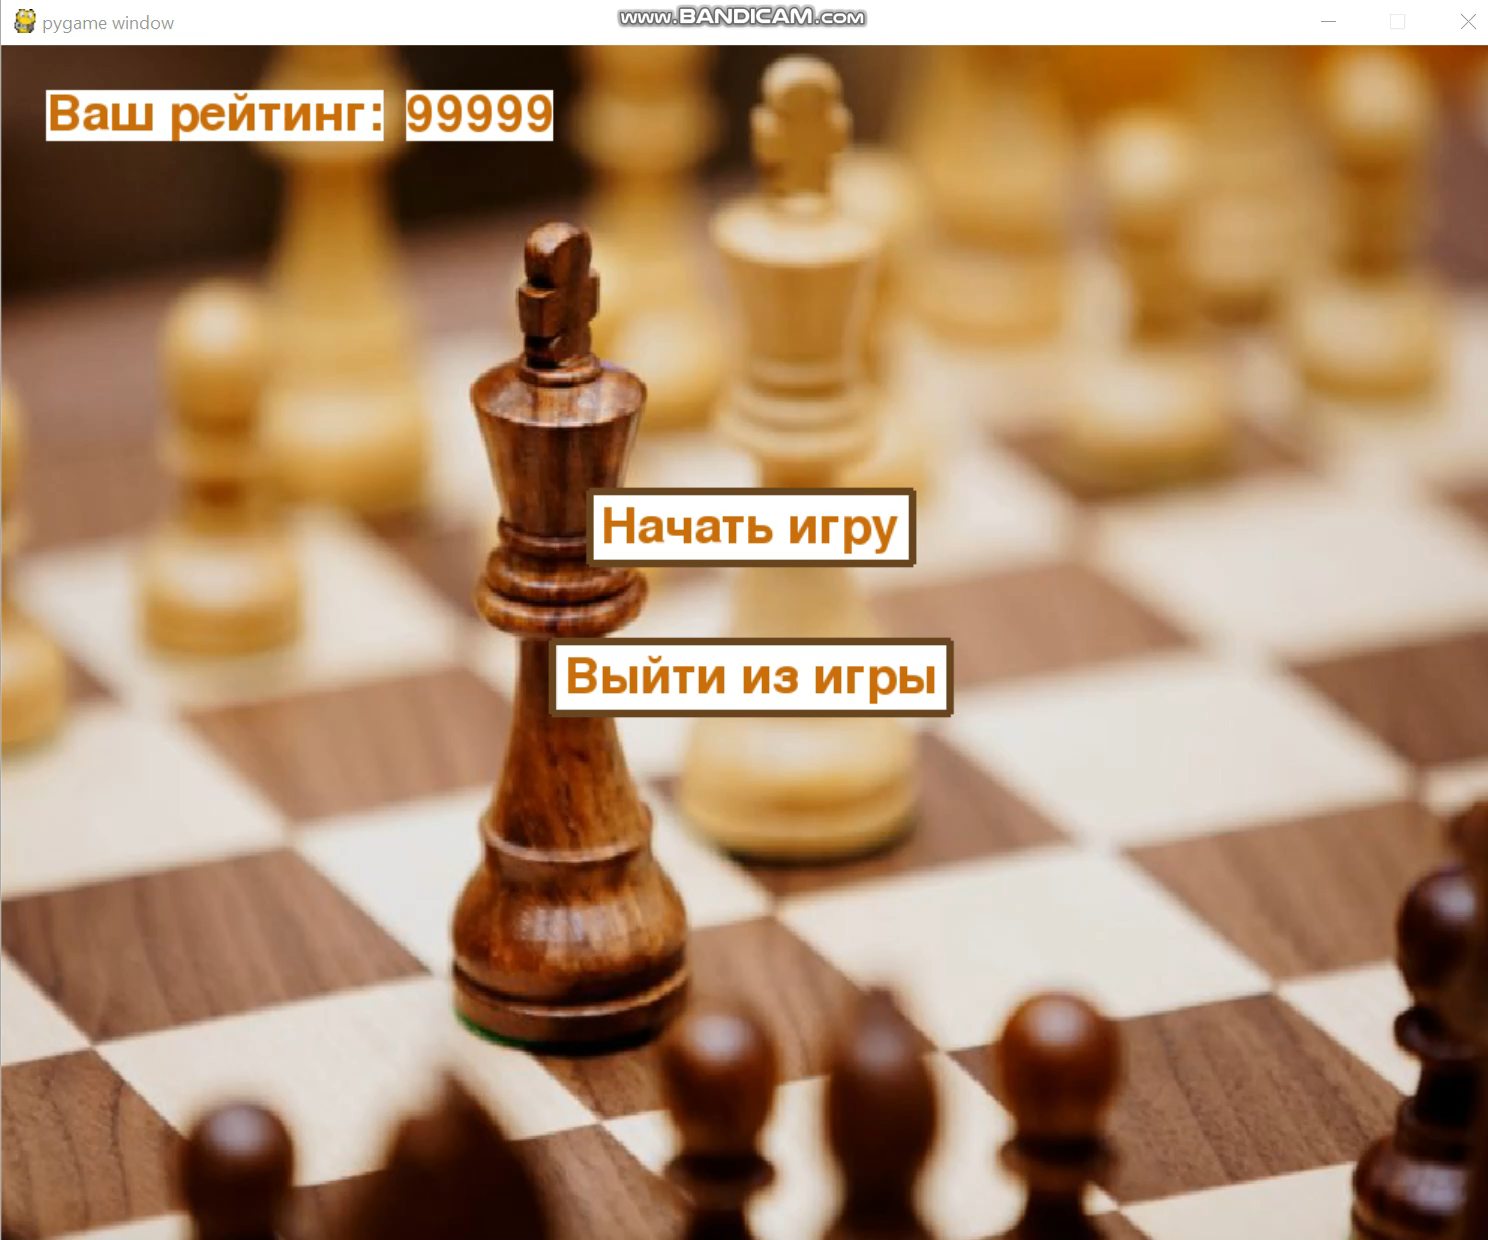 pygame window
www.BANDICAM.com
Ваш рейтинг: 99999
Начать игру
Выйти из игры